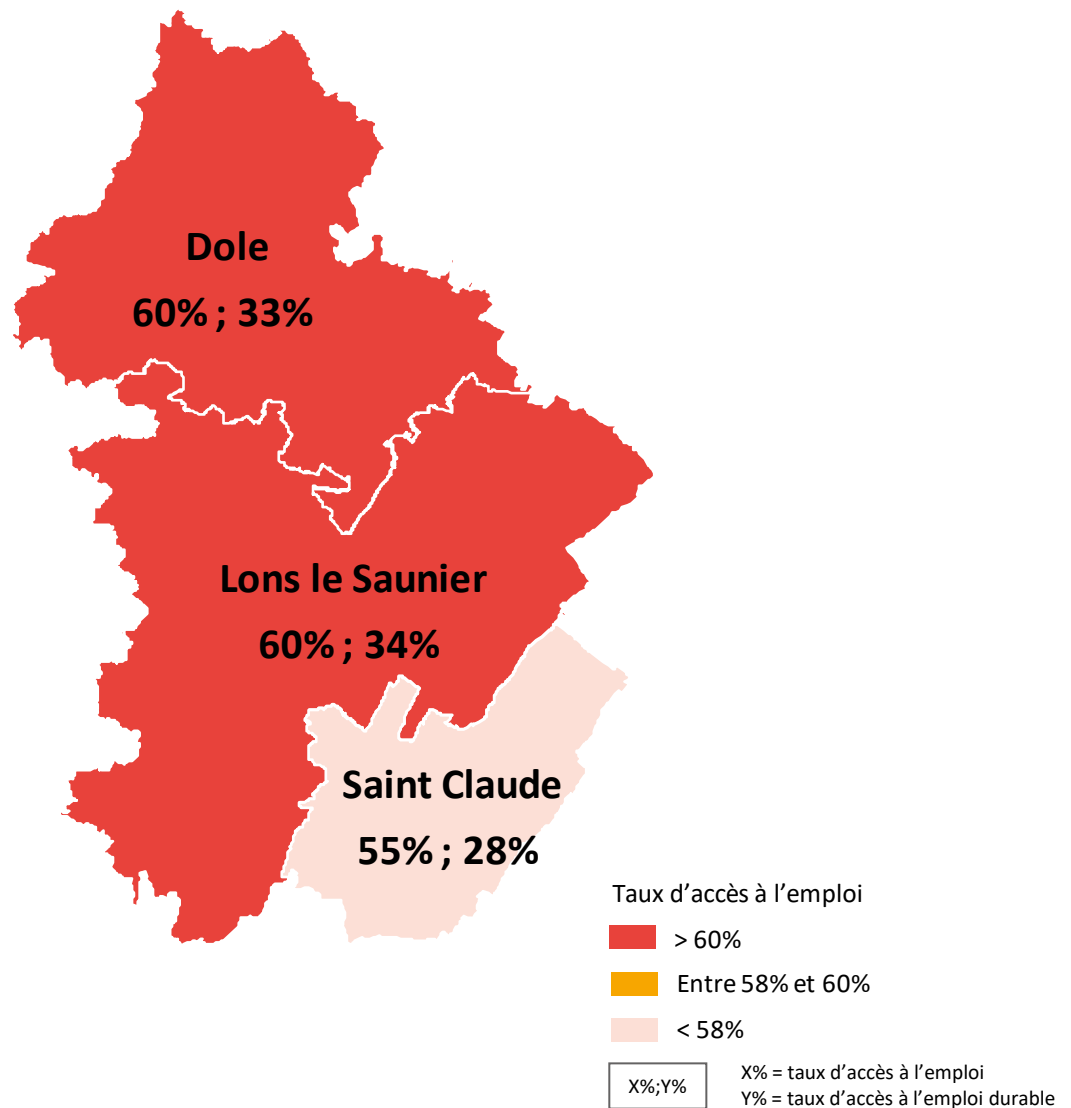 Dole
60% ; 33%
Lons le Saunier
60% ; 34%
Saint Claude
55% ; 28%
Taux d’accès à l’emploi
> 60%
Entre 58% et 60%
< 58%
X%;Y%
X% = taux d’accès à l’emploi
Y% = taux d’accès à l’emploi durable